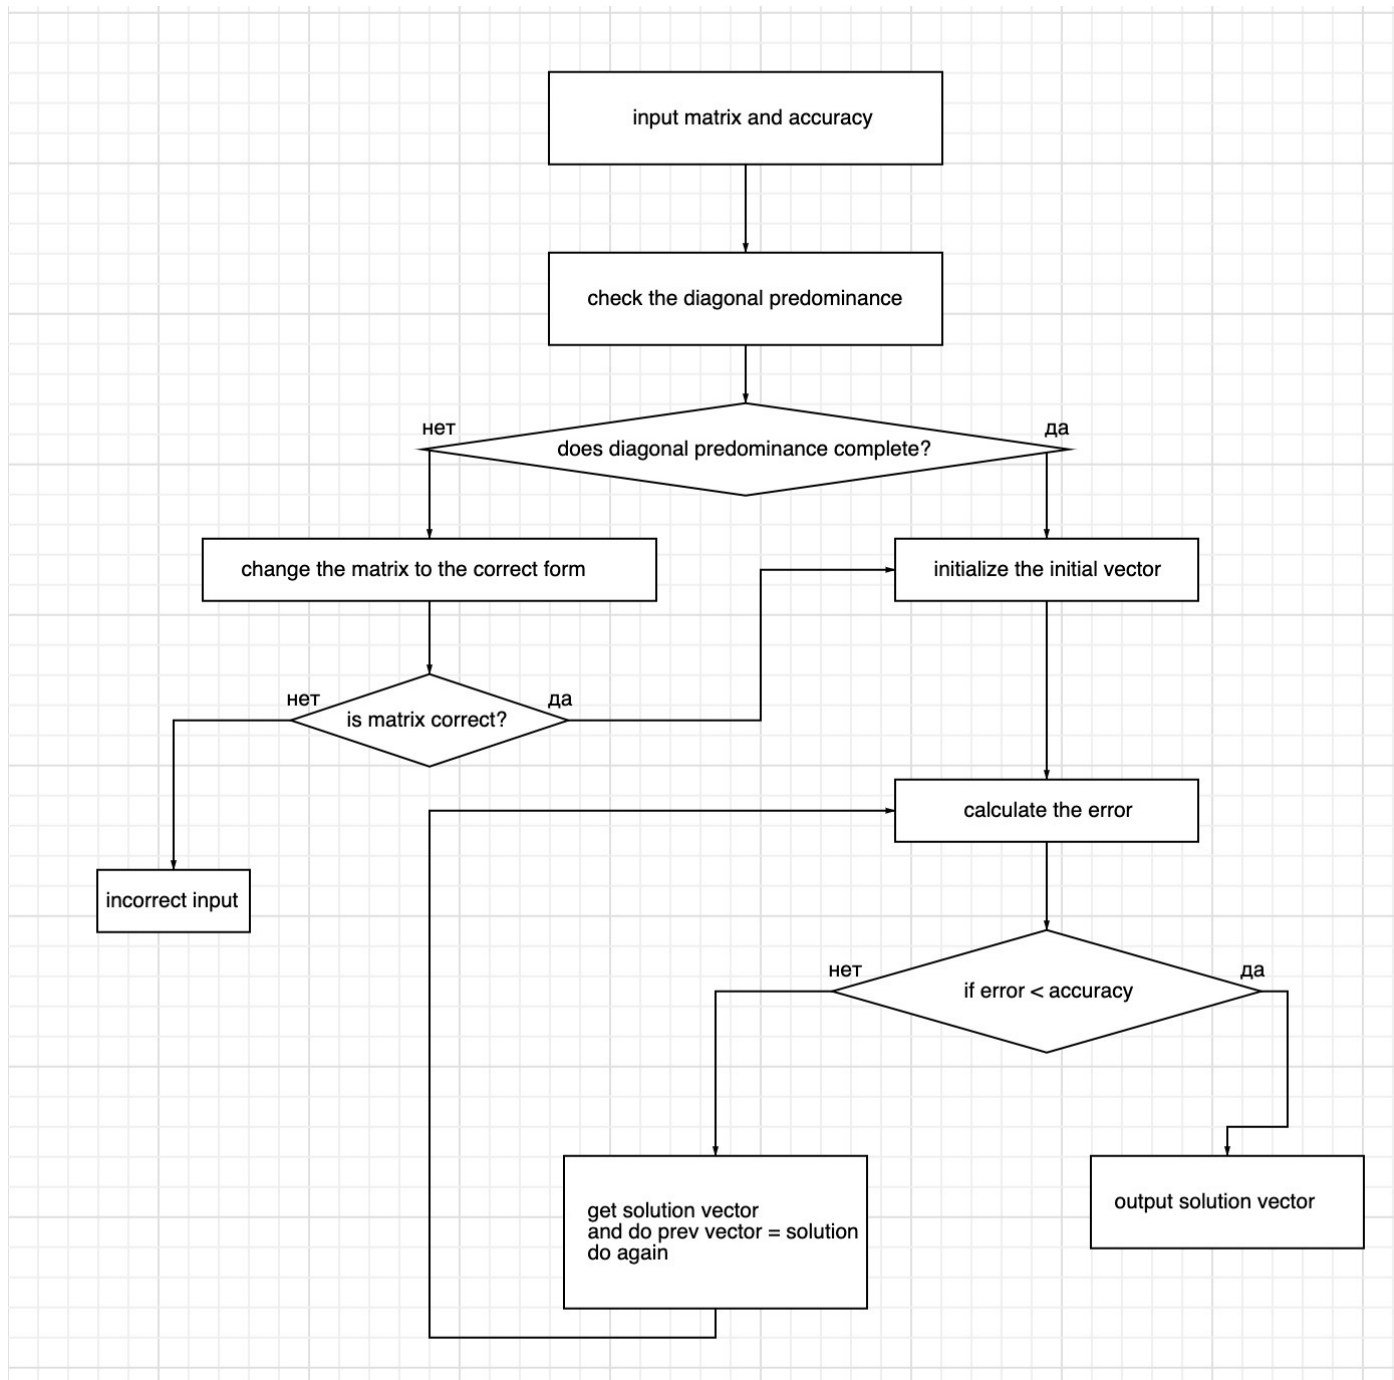 input matrix and accuracy
check the diagonal predominance
нет
да
does diagonal predominance complete?
change the matrix to the correct form
initialize the initial vector
нет
да
is matrix correct?
calculate the error
incorrect input
нет
да
if error < accuracy
get solution vector
and do prev vector = solution
do again
output solution vector